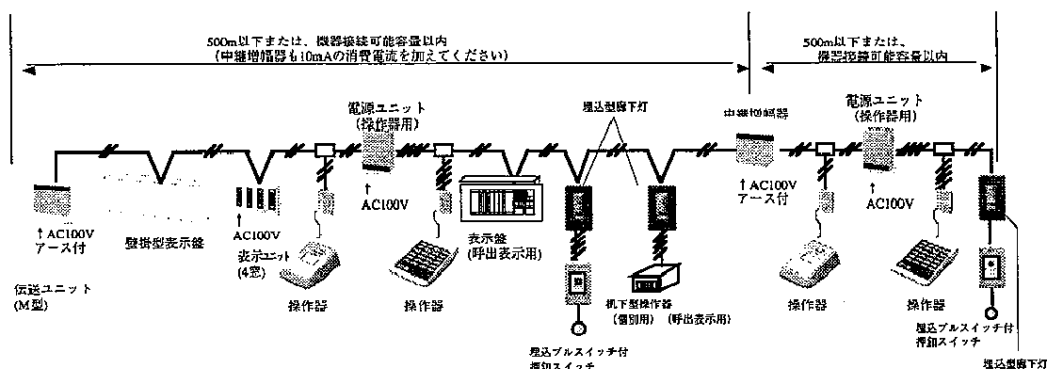 500m以下または、機器接続可能容量以内
(中継増幅器も10mAの消費電流を加えてください)
500m以下または、
機器接続可能容量以内
電源ユニット
(操作器用)
埋込型廊下灯
中継増幅器
電源ユニット
(操作器用)
↑AC100V
アース付
壁掛型表示盤
↑
AC100V
表示ユニット
(4窓)
↑
AC100V
表示盤
(呼出表示用)
↑AC100V
アース付
↑
AC100V
伝送ユニット
(M型)
操作器
操作器
机下型操作器
(個別用) (呼出表示用)
操作器
操作器
埋込プルスイッチ付
押釦スイッチ
埋込プルスイッチ付
押釦スイッチ
埋込型廊下灯